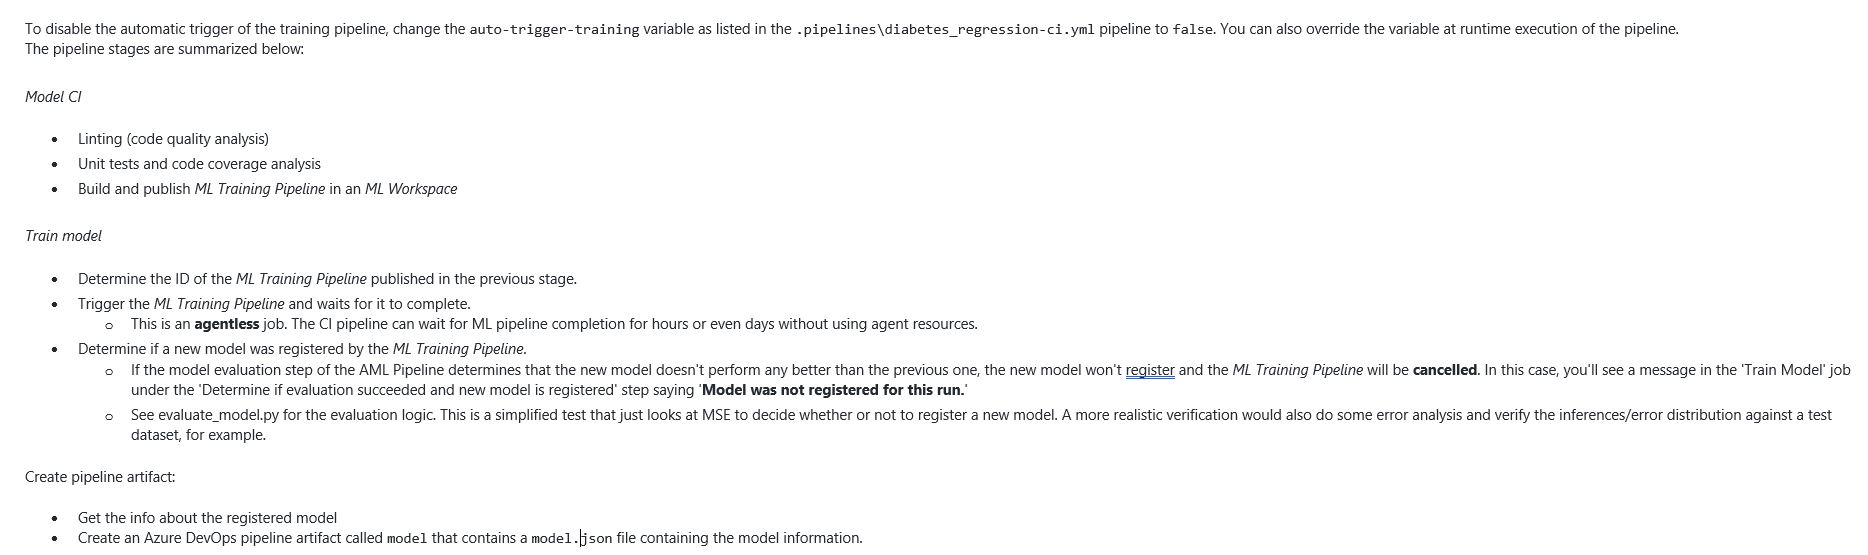 To disable the automatic trigger of the training pipeline, change the auto-trigger-training variable as listed in the .pipelines\diabetes_regression-ci.yml pipeline to false. You can also override the variable at runtime execution of the pipeline.
The pipeline stages are summarized below:
Model CI
• Linting (code quality analysis)
• Unit tests and code coverage analysis
• Build and publish ML Training Pipeline in an ML Workspace
Train model
• Determine the ID of the ML Training Pipeline published in the previous stage.
• Trigger the ML Training Pipeline and waits for it to complete.
o This is an agentless job. The CI pipeline can wait for ML pipeline completion for hours or even days without using agent resources.
• Determine if a new model was registered by the ML Training Pipeline.
o If the model evaluation step of the AML Pipeline determines that the new model doesn't perform any better than the previous one, the new model won't register and the ML Training Pipeline will be cancelled. In this case, you'll see a message in the 'Train Model' job
under the 'Determine if evaluation succeeded and new model is registered' step saying 'Model was not registered for this run.'
o See evaluate_model.py for the evaluation logic. This is a simplified test that just looks at MSE to decide whether or not to register a new model. A more realistic verification would also do some error analysis and verify the inferences/error distribution against a test
dataset, for example.
Create pipeline artifact:
• Get the info about the registered model
• Create an Azure DevOps pipeline artifact called model that contains a model.json file containing the model information.